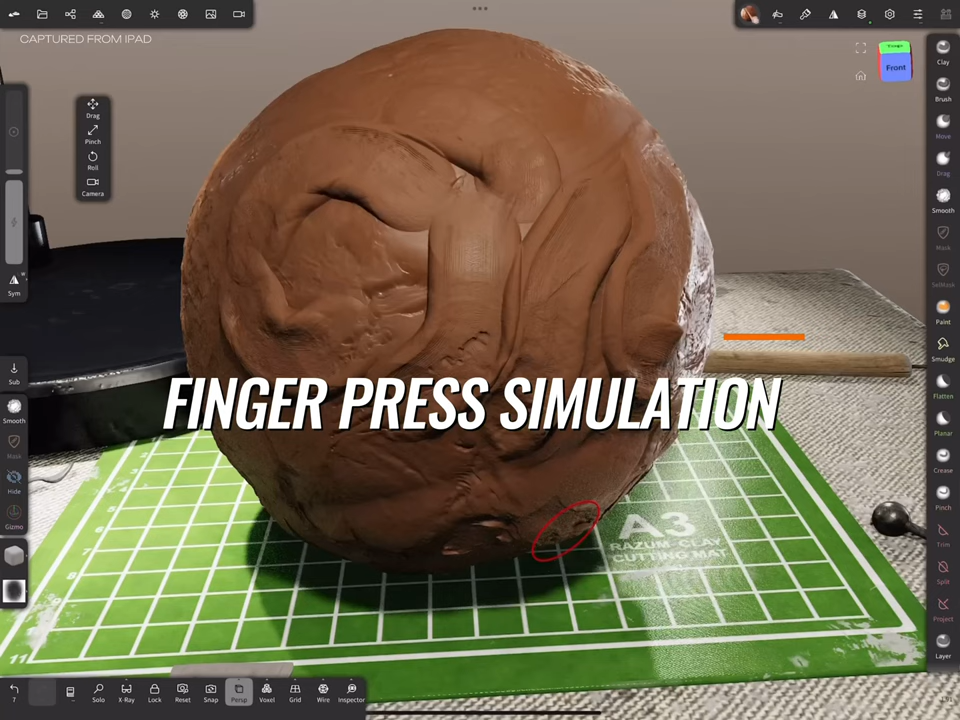 CAPTURED FROM IPAD
Front
Drag
Pinch
Roll
Camera
Sym
Sub
Smooth
Mask
Hide
Gizmo
Clay
Brush
Move
Drag
Smooth
Mask
SelMask
Paint
Smudge
Flatten
Planar
Crease
Pinch
Trim
Split
Project
Layer
FINGER PRESS SIMULATION
A3
RAZUM CLAY
CUTTING MAT
11
7
Solo
X-Ray
Lock
Reset
Snap
Persp
Voxel
Grid
Wire
Inspector